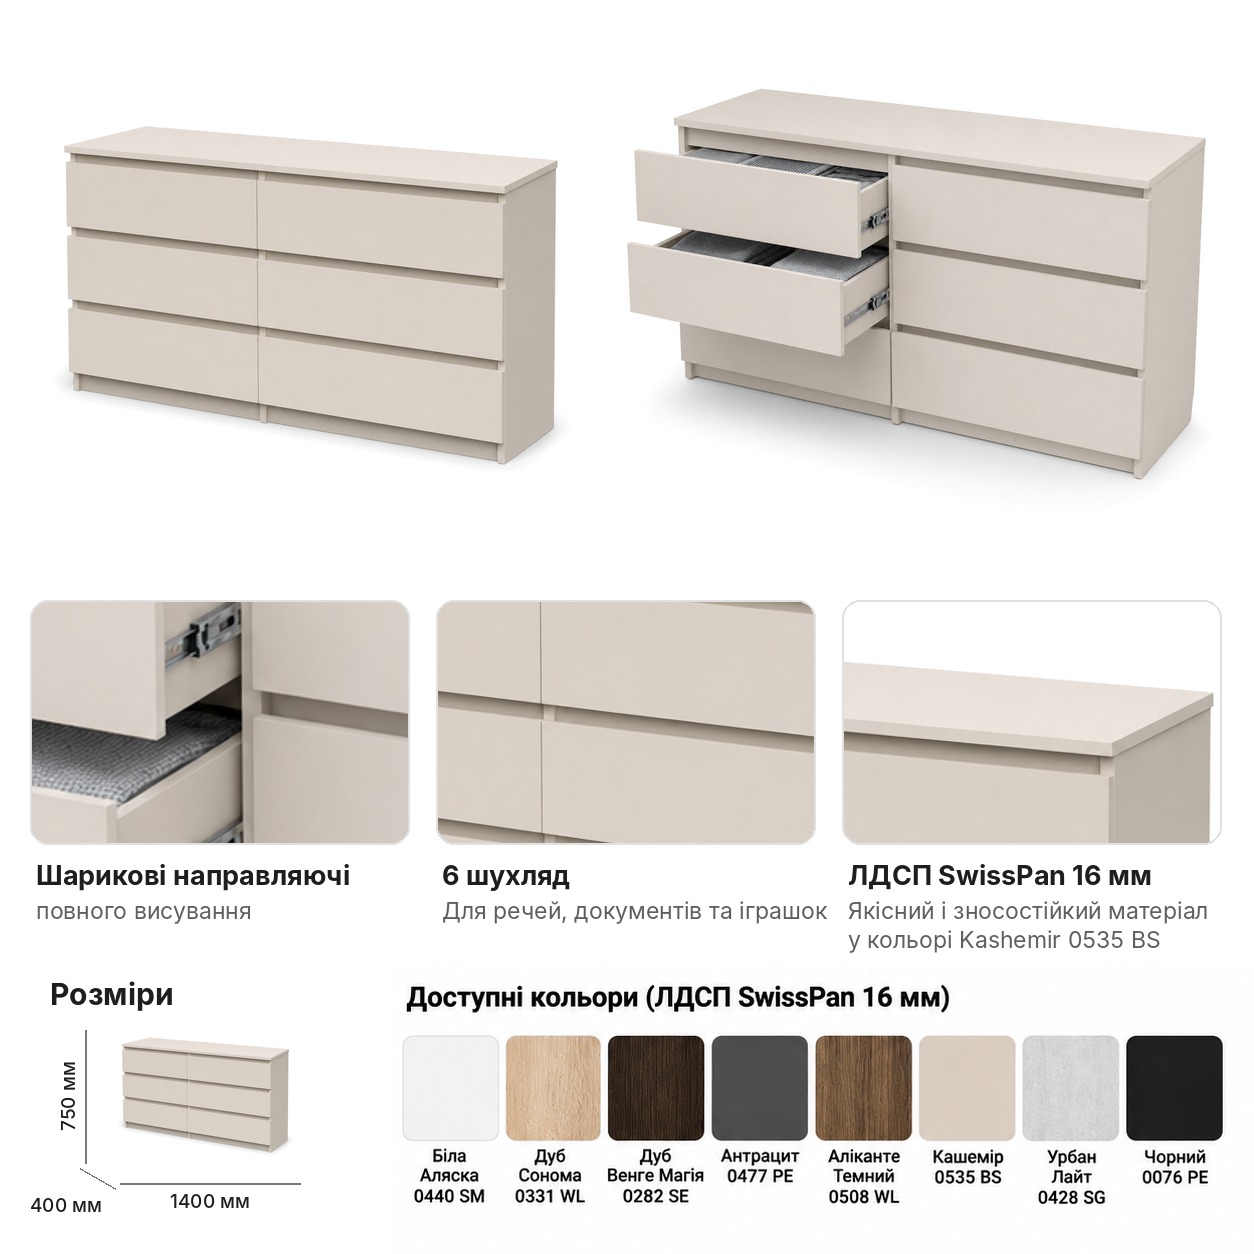 Шарикові направляючі
повного висування
6 шухляд
Для речей, документів та іграшок
ЛДСП SwissPan 16 мм
Якісний і зносостійкий матеріал
у кольорі Kashemir 0535 BS
Розміри
750 мм
400 мм
1400 мм
Доступні кольори (ЛДСП SwissPan 16 мм)
Біла
Аляска
0440 SM
Дуб
Сонома
0331 WL
Дуб
Венге Магія
0282 SE
Антрацит
0477 PE
Аліканте
Темний
0508 WL
Кашемір
0535 BS
Урбан
Лайт
0428 SG
Чорний
0076 PE